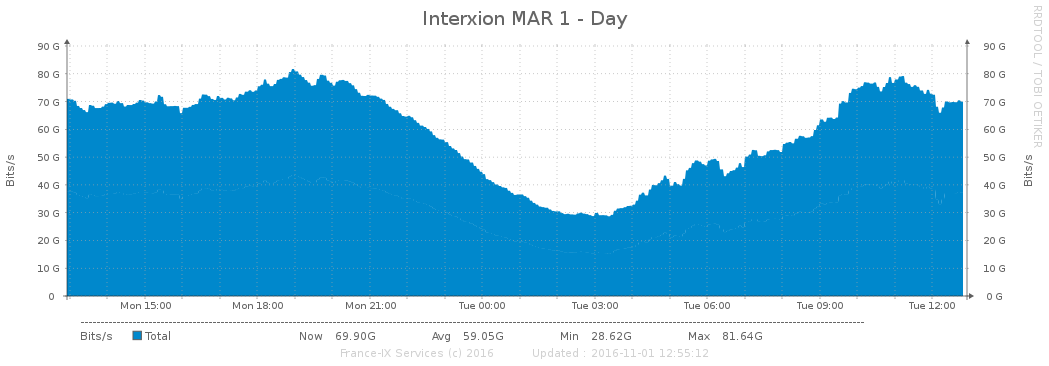 Interxion MAR 1 - Day
RRDTOOL / TOBI OETIKER
90 G 90 G
80 G 80 G
70 G 70 G
60 G 60 G
50 G 50 G
40 G 40 G
30 G 30 G
20 G 20 G
10 G 10 G
0 0 G
Bits/s Bits/s
Mon 15:00 Mon 18:00 Mon 21:00 Tue 00:00 Tue 03:00 Tue 06:00 Tue 09:00 Tue 12:00
Bits/s Total Now 69.90G Avg 59.05G Min 28.62G Max 81.64G
France-IX Services (c) 2016 Updated : 2016-11-01 12:55:12